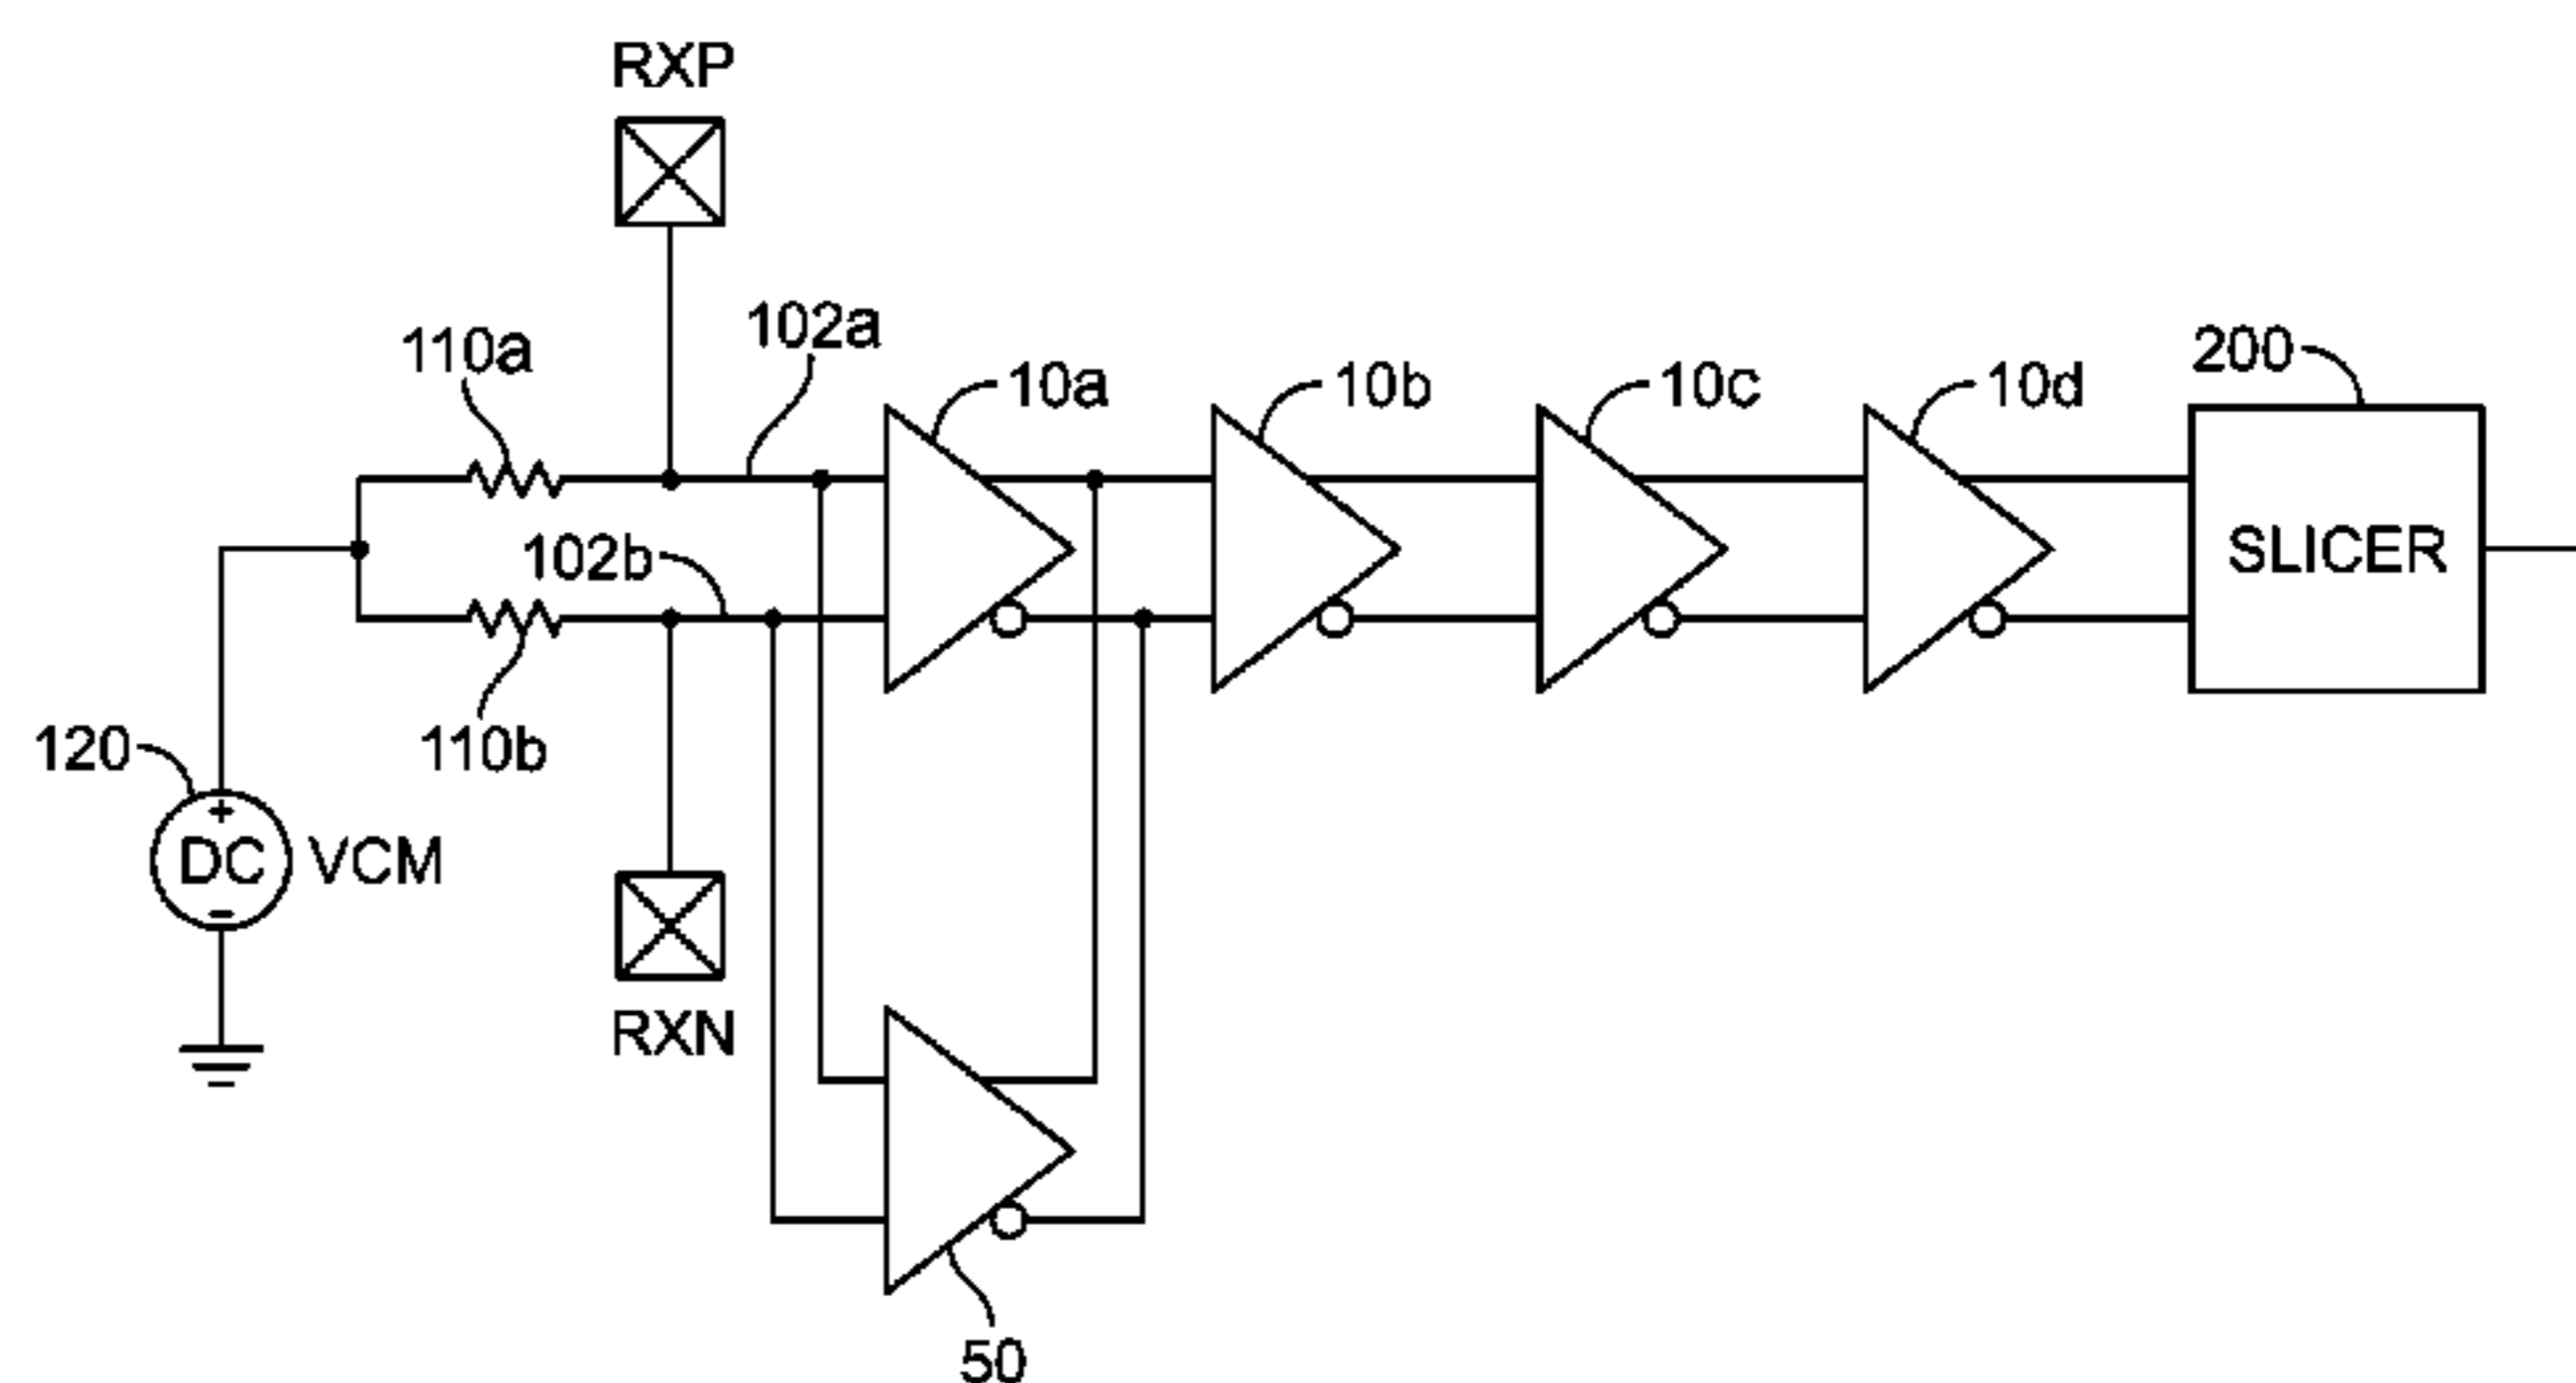 RXP
102a
110a
10a
10b
10c
10d
200
102b
SLICER
110b
120
+
DC
VCM
–
RXN
50